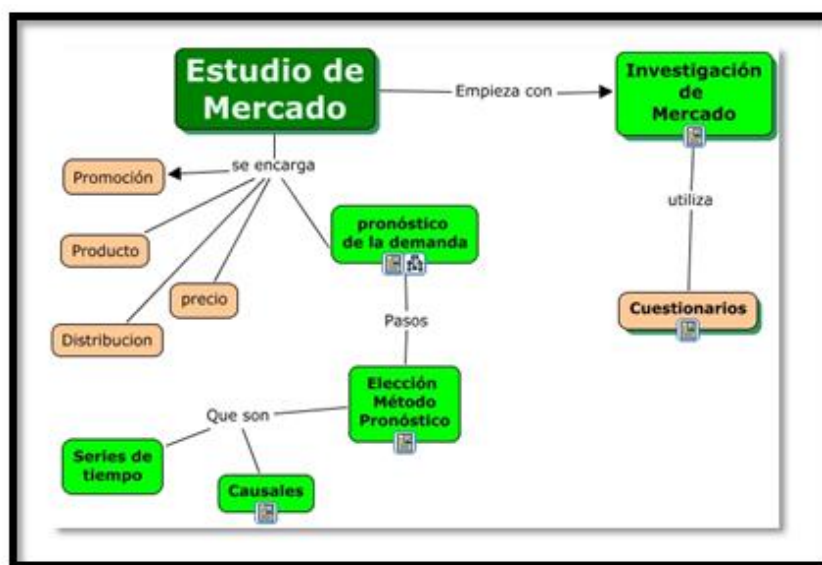 Estudio de
Mercado
Empieza con
Investigación
de
Mercado
se encarga
Promoción
Producto
Distribucion
precio
pronóstico
de la demanda
utiliza
Cuestionarios
Pasos
Elección
Método
Pronóstico
Que son
Series de
tiempo
Causales